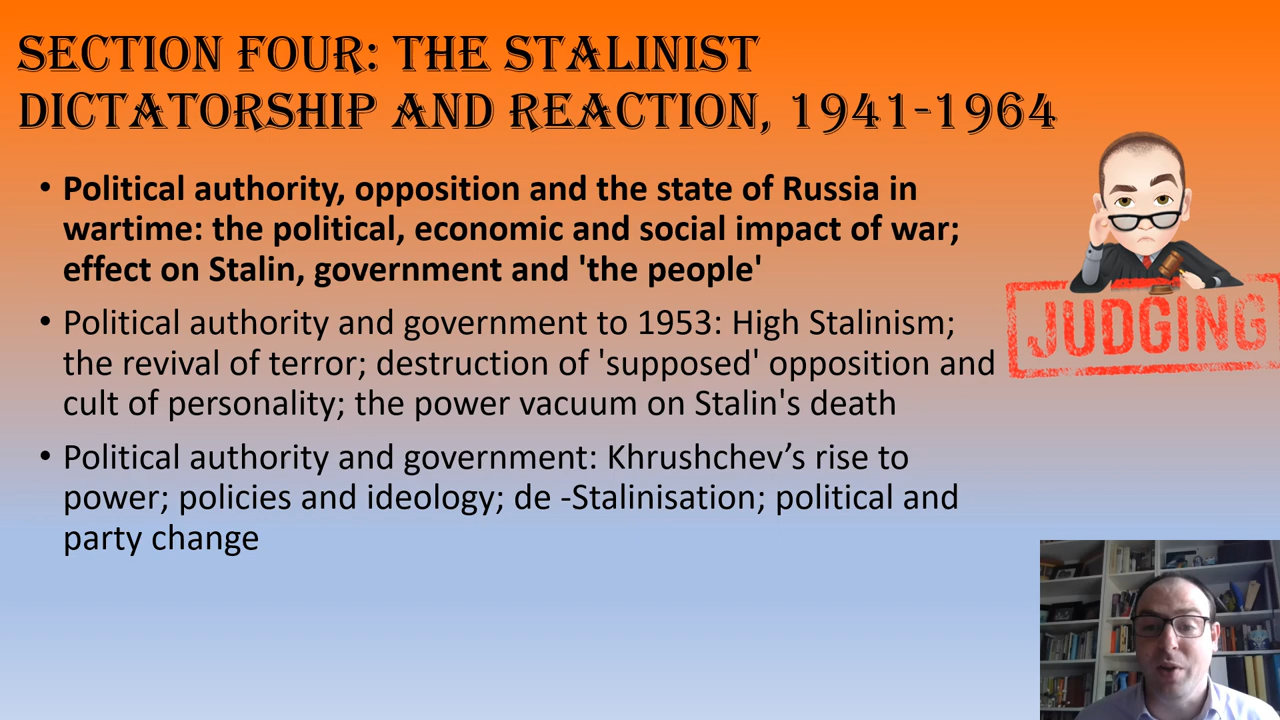 SECTION FOUR: THE STALINIST
DICTATORSHIP AND REACTION, 1941-1964
• Political authority, opposition and the state of Russia in
wartime: the political, economic and social impact of war;
effect on Stalin, government and 'the people'
• Political authority and government to 1953: High Stalinism;
the revival of terror; destruction of 'supposed' opposition and
cult of personality; the power vacuum on Stalin's death
• Political authority and government: Khrushchev’s rise to
power; policies and ideology; de -Stalinisation; political and
party change
JUDGING